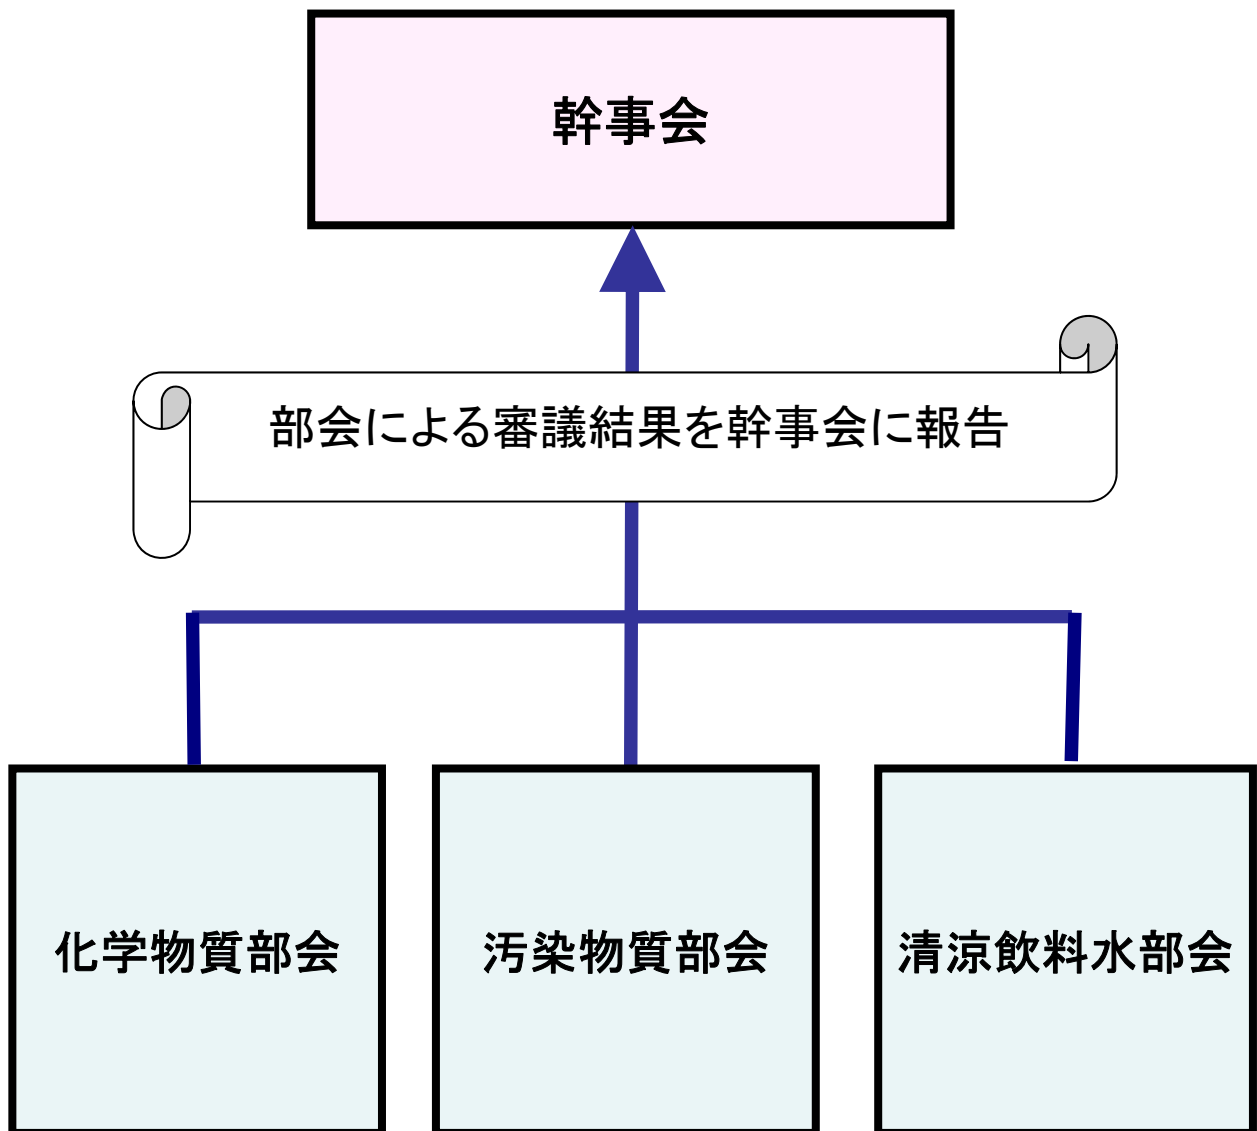 幹事会
部会による審議結果を幹事会に報告
化学物質部会
汚染物質部会
清涼飲料水部会